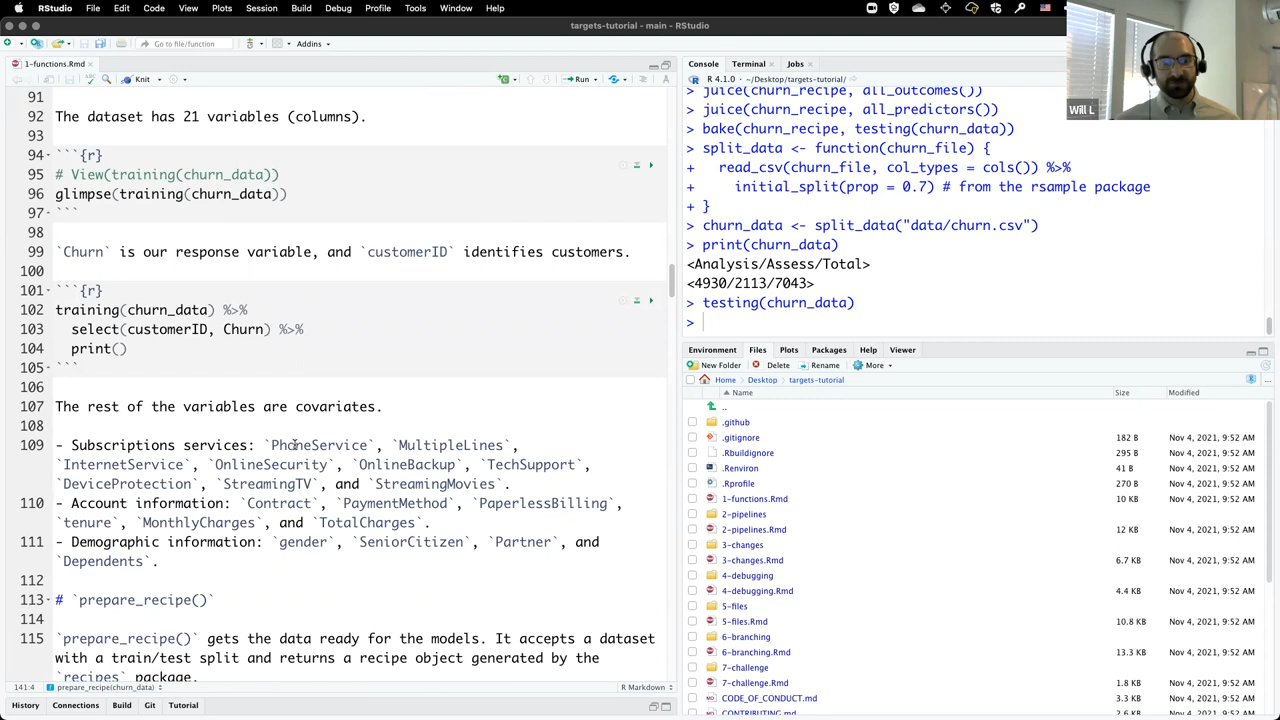 RStudio File Edit Code View Plots Session Build Debug Profile Tools Window Help
targets-tutorial - main - RStudio
Go to file/function Addins
1-functions.Rmd
Knit Run
91
92 The dataset has 21 variables (columns).
93
94 ```{r}
95 # View(training(churn_data))
96 glimpse(training(churn_data))
97 ```
98
99 `Churn` is our response variable, and `customerID` identifies customers.
100
101 ```{r}
102 training(churn_data) %>%
103 select(customerID, Churn) %>%
104 print()
105 ```
106
107 The rest of the variables are covariates.
108
109 - Subscriptions services: `PhoneService`, `MultipleLines`,
`InternetService`, `OnlineSecurity`, `OnlineBackup`, `TechSupport`,
`DeviceProtection`, `StreamingTV`, and `StreamingMovies`.
110 - Account information: `Contract`, `PaymentMethod`, `PaperlessBilling`,
`tenure`, `MonthlyCharges`, and `TotalCharges`.
111 - Demographic information: `gender`, `SeniorCitizen`, `Partner`, and
`Dependents`.
112
113 # `prepare_recipe()`
114
115 `prepare_recipe()` gets the data ready for the models. It accepts a dataset
with a train/test split and returns a recipe object generated by the
`recipes` package.
141:4 prepare_recipe(churn_data) R Markdown
History Connections Build Git Tutorial
Console Terminal Jobs
R 4.1.0 · ~/Desktop/targets-tutorial/
> juice(churn_recipe, all_outcomes())
> juice(churn_recipe, all_predictors())
> bake(churn_recipe, testing(churn_data))
> split_data <- function(churn_file) {
+ read_csv(churn_file, col_types = cols()) %>%
+ initial_split(prop = 0.7) # from the rsample package
+ }
> churn_data <- split_data("data/churn.csv")
> print(churn_data)
<Analysis/Assess/Total>
<4930/2113/7043>
> testing(churn_data)
>
Will L
Environment Files Plots Packages Help Viewer
New Folder Delete Rename More
Home Desktop targets-tutorial
Name Size Modified
..
.github
.gitignore 182 B Nov 4, 2021, 9:52 AM
.Rbuildignore 295 B Nov 4, 2021, 9:52 AM
.Renviron 41 B Nov 4, 2021, 9:52 AM
.Rprofile 270 B Nov 4, 2021, 9:52 AM
1-functions.Rmd 10 KB Nov 4, 2021, 9:52 AM
2-pipelines
2-pipelines.Rmd 12 KB Nov 4, 2021, 9:52 AM
3-changes
3-changes.Rmd 6.7 KB Nov 4, 2021, 9:52 AM
4-debugging
4-debugging.Rmd 4.4 KB Nov 4, 2021, 9:52 AM
5-files
5-files.Rmd 10.8 KB Nov 4, 2021, 9:52 AM
6-branching
6-branching.Rmd 13.3 KB Nov 4, 2021, 9:52 AM
7-challenge
7-challenge.Rmd 1.8 KB Nov 4, 2021, 9:52 AM
CODE_OF_CONDUCT.md 3.3 KB Nov 4, 2021, 9:52 AM
CONTRIBUTING.md 2.8 KB Nov 4, 2021, 9:52 AM